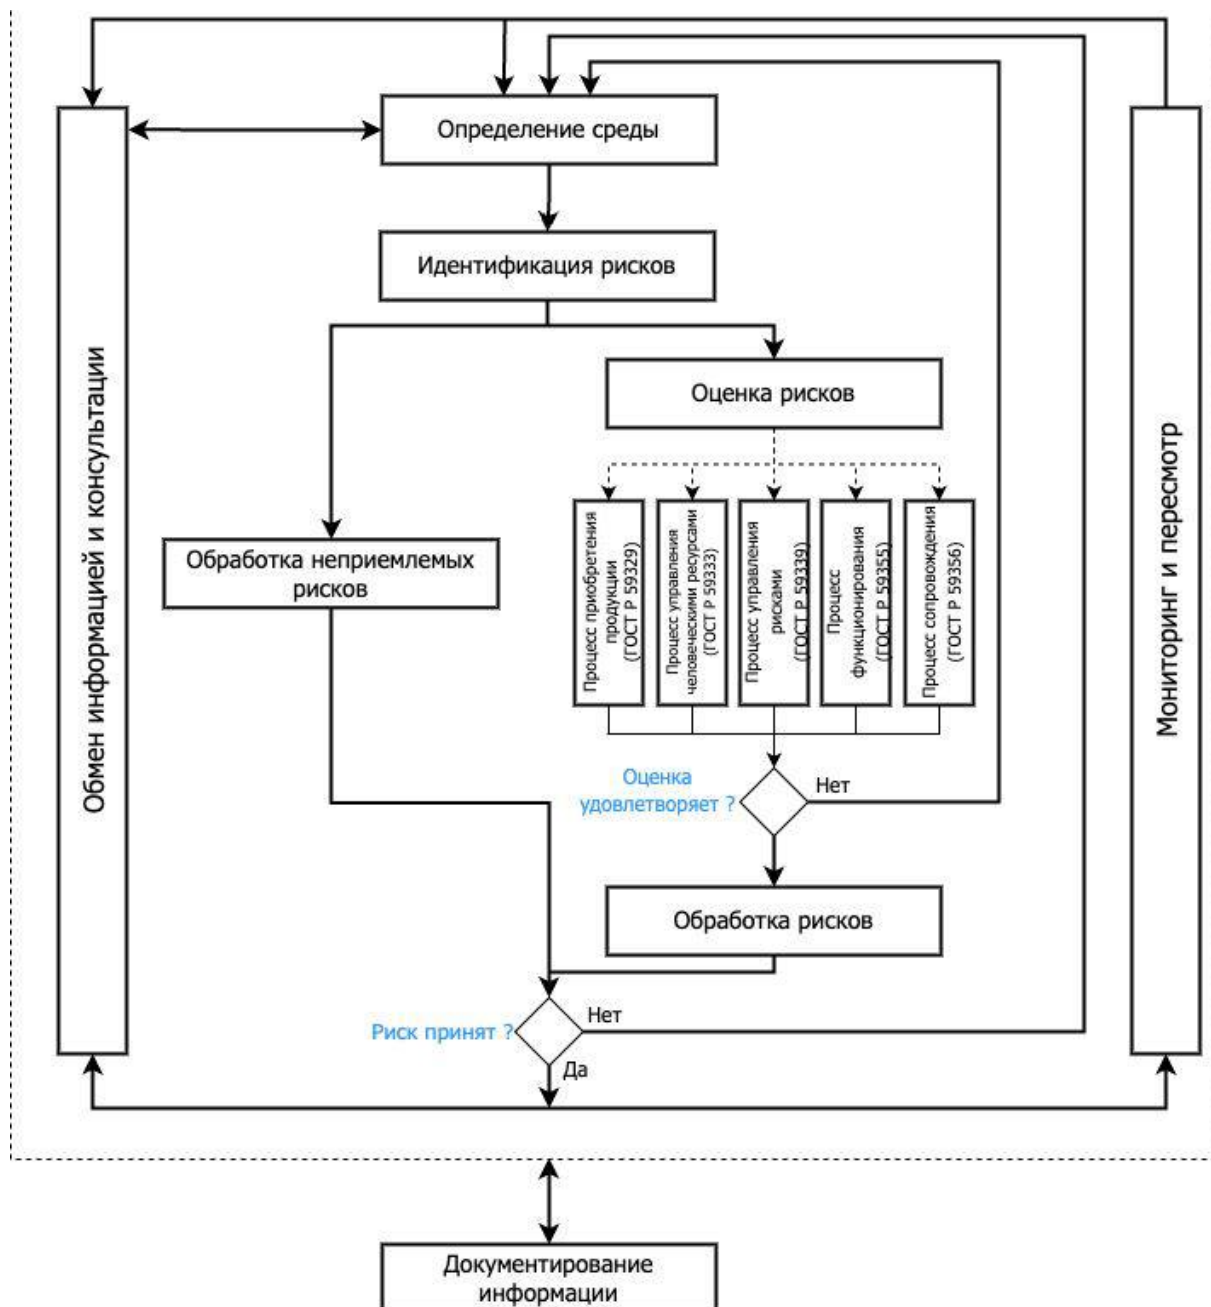 Определение среды
Идентификация рисков
Обмен информацией и консультации
Мониторинг и пересмотр
Оценка рисков
Обработка неприемлемых
рисков
Процесс приобретения
продукции
(ГОСТ Р 59329)
Процесс управления
человеческими ресурсами
(ГОСТ Р 59333)
Процесс управления
рисками
(ГОСТ Р 59339)
Процесс
функционирования
(ГОСТ Р 59355)
Процесс сопровождения
(ГОСТ Р 59356)
Оценка
удовлетворяет ?
Нет
Обработка рисков
Риск принят ?
Нет
Да
Документирование
информации